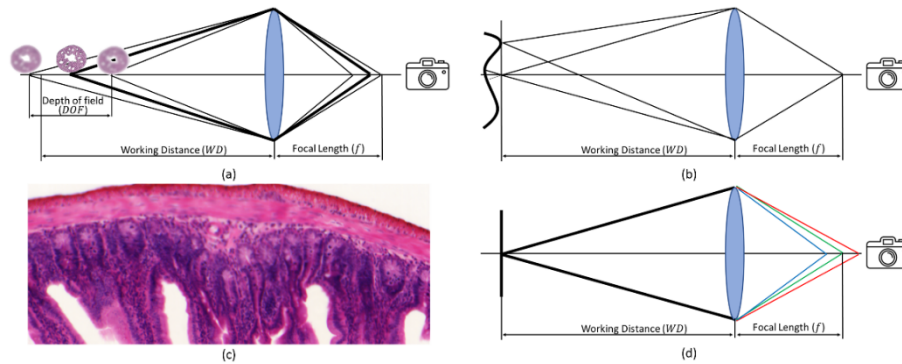 Depth of field
(DOF)
Working Distance (WD)
Focal Length (f)
(a)
Working Distance (WD)
Focal Length (f)
(b)
(c)
Working Distance (WD)
Focal Length (f)
(d)